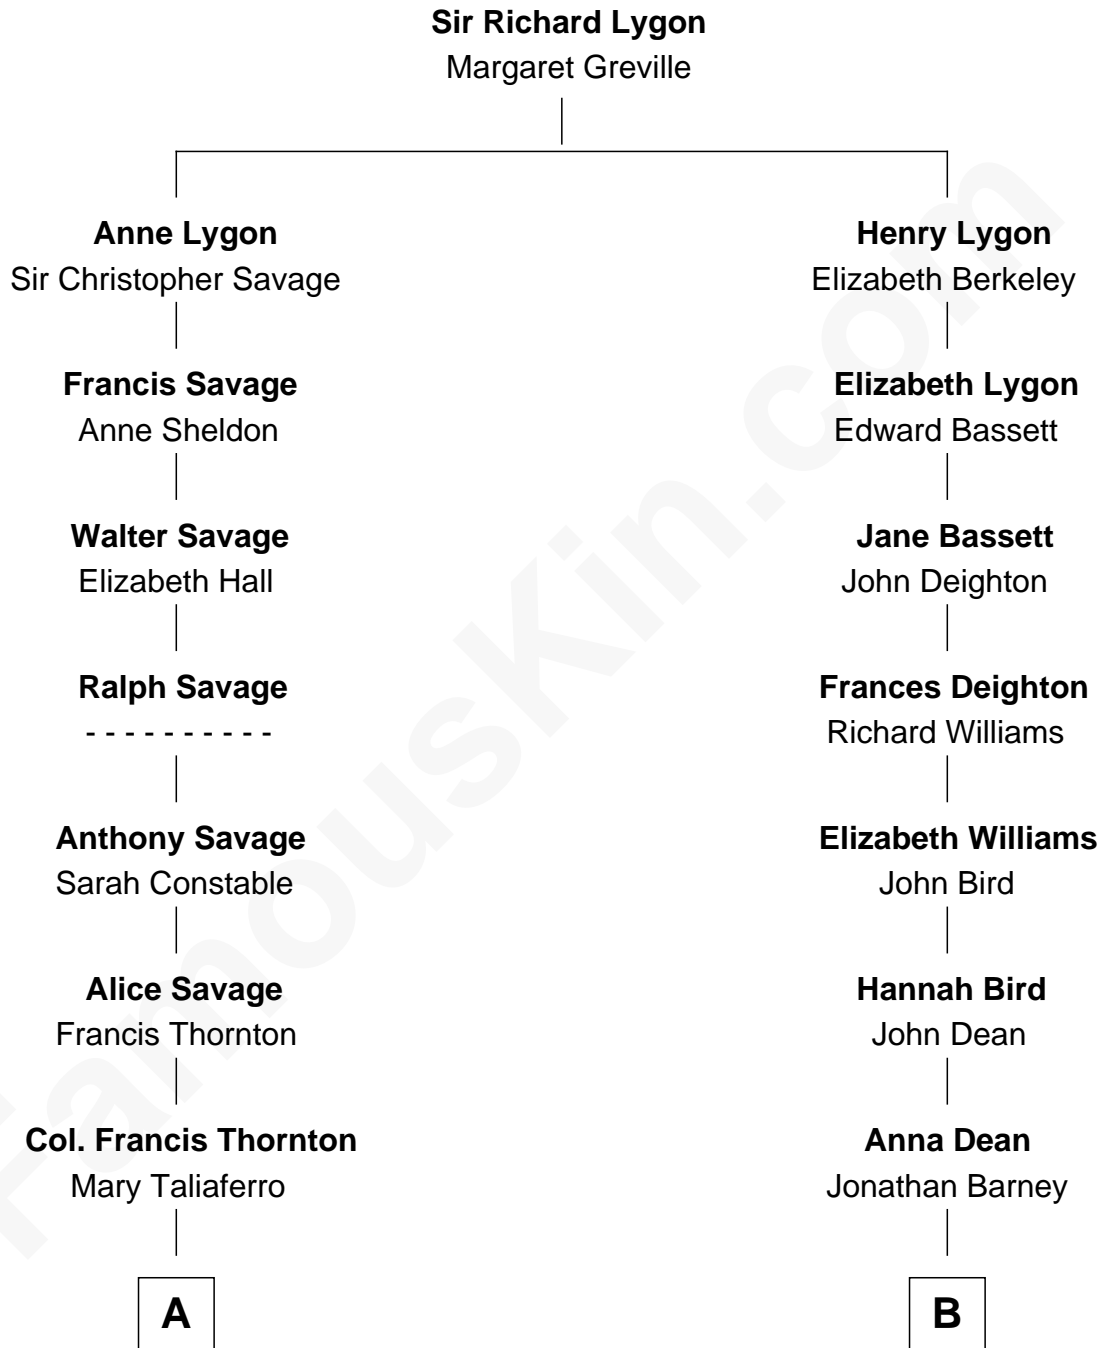 Sir Richard Lygon
Margaret Greville
Anne Lygon
Sir Christopher Savage
Francis Savage
Anne Sheldon
Walter Savage
Elizabeth Hall
Ralph Savage
- - - - - - - - - -
Anthony Savage
Sarah Constable
Alice Savage
Francis Thornton
Col. Francis Thornton
Mary Taliaferro
A
Henry Lygon
Elizabeth Berkeley
Elizabeth Lygon
Edward Bassett
Jane Bassett
John Deighton
Frances Deighton
Richard Williams
Elizabeth Williams
John Bird
Hannah Bird
John Dean
Anna Dean
Jonathan Barney
B
FamousKin.com